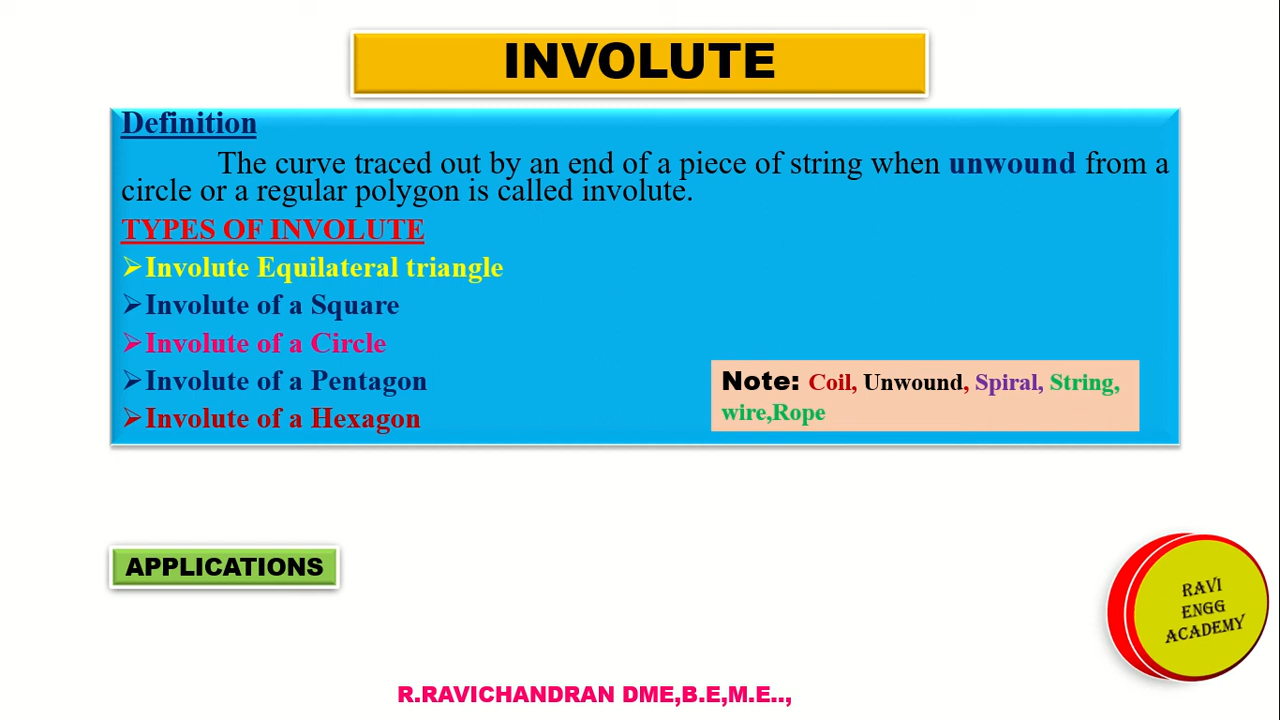 INVOLUTE
Definition
The curve traced out by an end of a piece of string when unwound from a
circle or a regular polygon is called involute.
TYPES OF INVOLUTE
➢Involute Equilateral triangle
➢Involute of a Square
➢Involute of a Circle
➢Involute of a Pentagon
➢Involute of a Hexagon
Note: Coil, Unwound, Spiral, String,
wire,Rope
APPLICATIONS
RAVI
ENGG
ACADEMY
R.RAVICHANDRAN DME,B.E,M.E..,